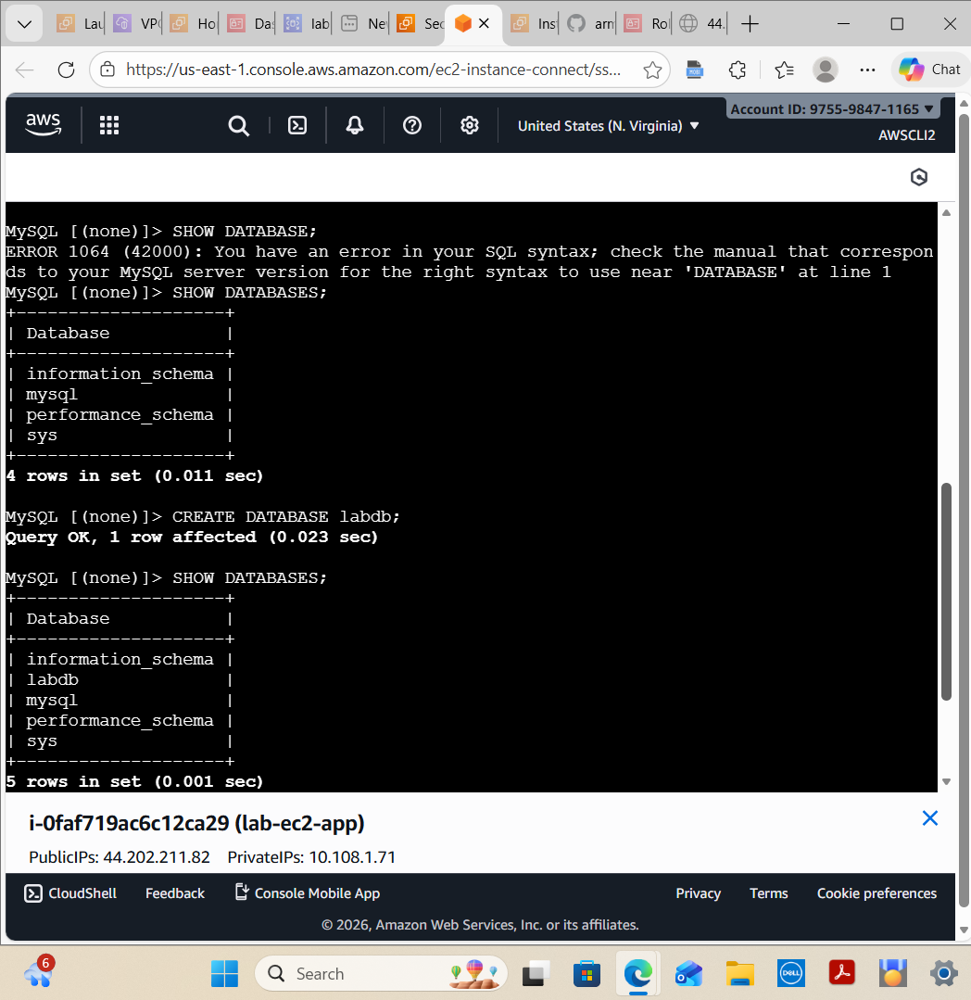 Lau
VPC
Ho
Da
lab
Ne
Sec
Ins
arn
Rol
44.
https://us-east-1.console.aws.amazon.com/ec2-instance-connect/ss...
Chat
aws
United States (N. Virginia)
Account ID: 9755-9847-1165
AWSCLI2
MySQL [(none)]> SHOW DATABASE;
ERROR 1064 (42000): You have an error in your SQL syntax; check the manual that correspon
ds to your MySQL server version for the right syntax to use near 'DATABASE' at line 1
MySQL [(none)]> SHOW DATABASES;
+--------------------+
| Database           |
+--------------------+
| information_schema |
| mysql              |
| performance_schema |
| sys                |
+--------------------+
4 rows in set (0.011 sec)
MySQL [(none)]> CREATE DATABASE labdb;
Query OK, 1 row affected (0.023 sec)
MySQL [(none)]> SHOW DATABASES;
+--------------------+
| Database           |
+--------------------+
| information_schema |
| labdb              |
| mysql              |
| performance_schema |
| sys                |
+--------------------+
5 rows in set (0.001 sec)
i-0faf719ac6c12ca29 (lab-ec2-app)
PublicIPs: 44.202.211.82 PrivateIPs: 10.108.1.71
CloudShell Feedback Console Mobile App Privacy Terms Cookie preferences
© 2026, Amazon Web Services, Inc. or its affiliates.
6
Search
DELL